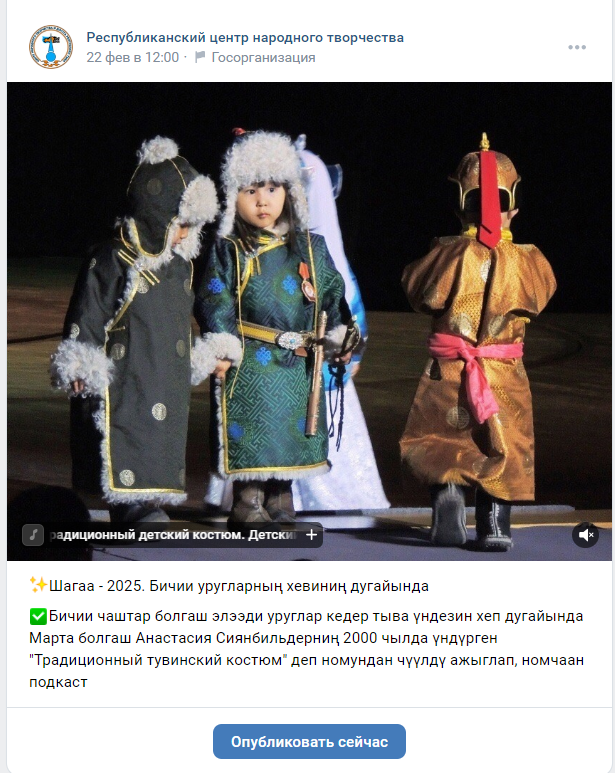 Республиканский центр народного творчества
22 фев в 12:00 · Госорганизация
радиционный детский костюм. Детски
✨Шагаа - 2025. Бичии уругларның хевиниң дугайында
✅Бичии чаштар болгаш элээди уруглар кедер тыва үндезин хеп дугайында
Марта болгаш Анастасия Сиянбильдерниң 2000 чылда үндүрген
"Традиционный тувинский костюм" деп номундан чүүлдү ажыглап, номчаан
подкаст
Опубликовать сейчас